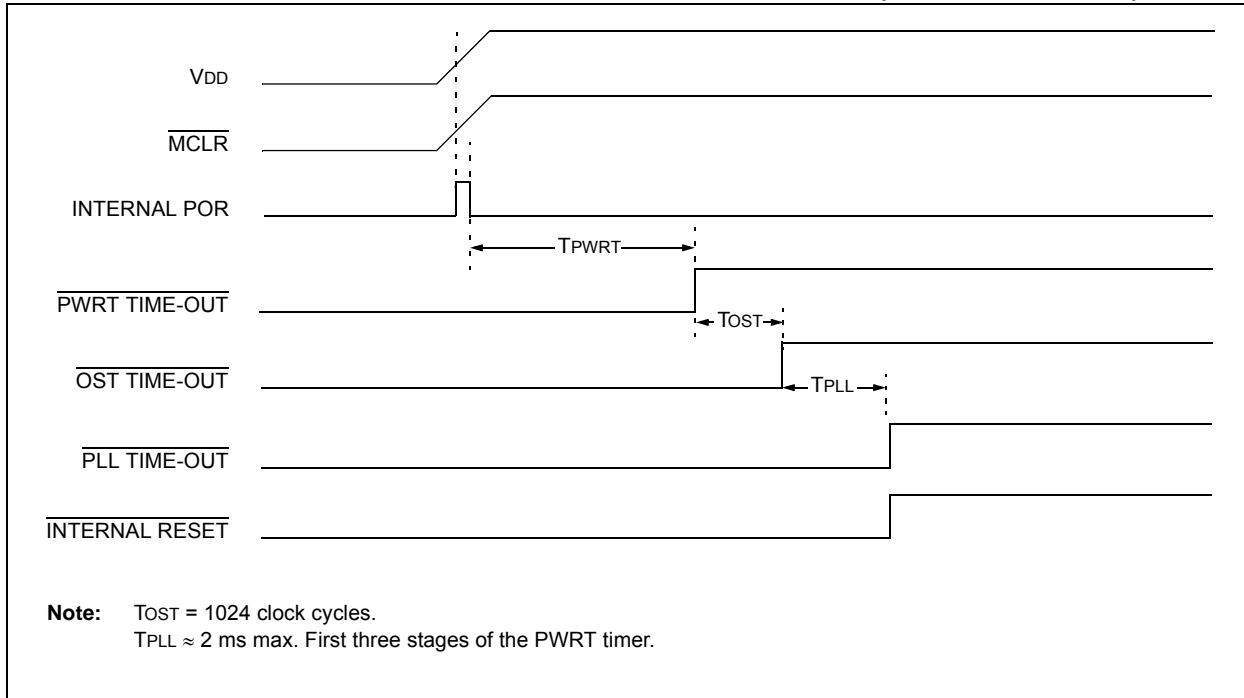 VDD
MCLR
INTERNAL POR
TPWRT
PWRT TIME-OUT
TOST
OST TIME-OUT
TPLL
PLL TIME-OUT
INTERNAL RESET
Note: TOST = 1024 clock cycles.
TPLL ≈ 2 ms max. First three stages of the PWRT timer.